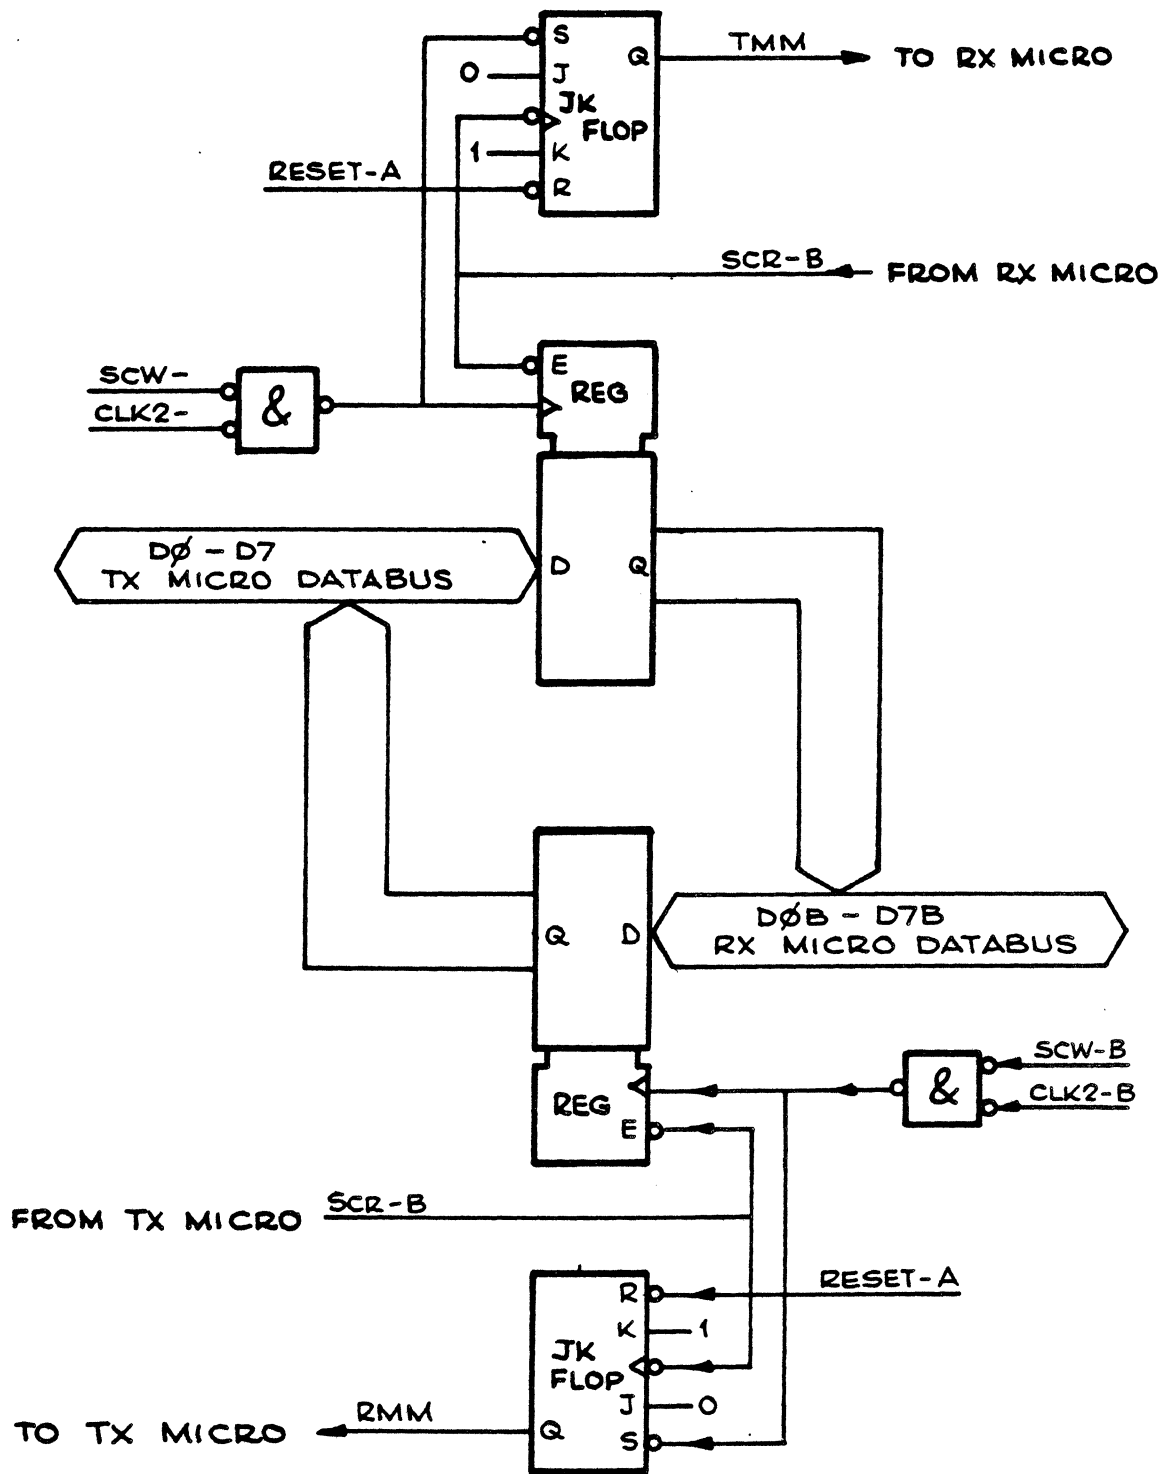 S
Q
TMM
TO RX MICRO
0
J
JK
FLOP
1
K
RESET-A
R
SCR-B
FROM RX MICRO
E
REG
SCW-
CLK2-
&
DØ - D7
TX MICRO DATABUS
D
Q
Q
D
DØB - D7B
RX MICRO DATABUS
SCW-B
CLK2-B
&
REG
E
FROM TX MICRO
SCR-B
RESET-A
R
K
1
JK
FLOP
J
0
S
Q
RMM
TO TX MICRO